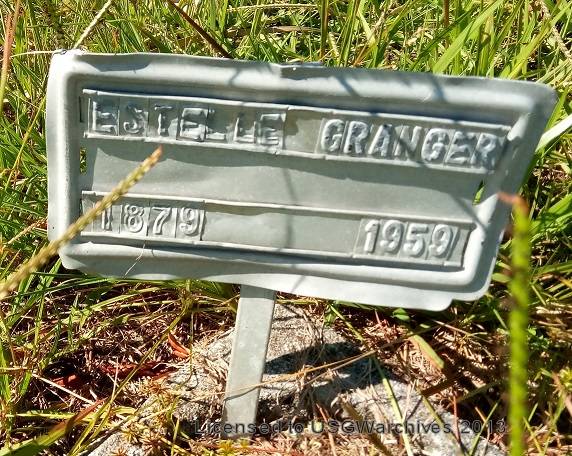 ESTELLE GRANGER
1879 1959
Licensed to USGWarchives 2013